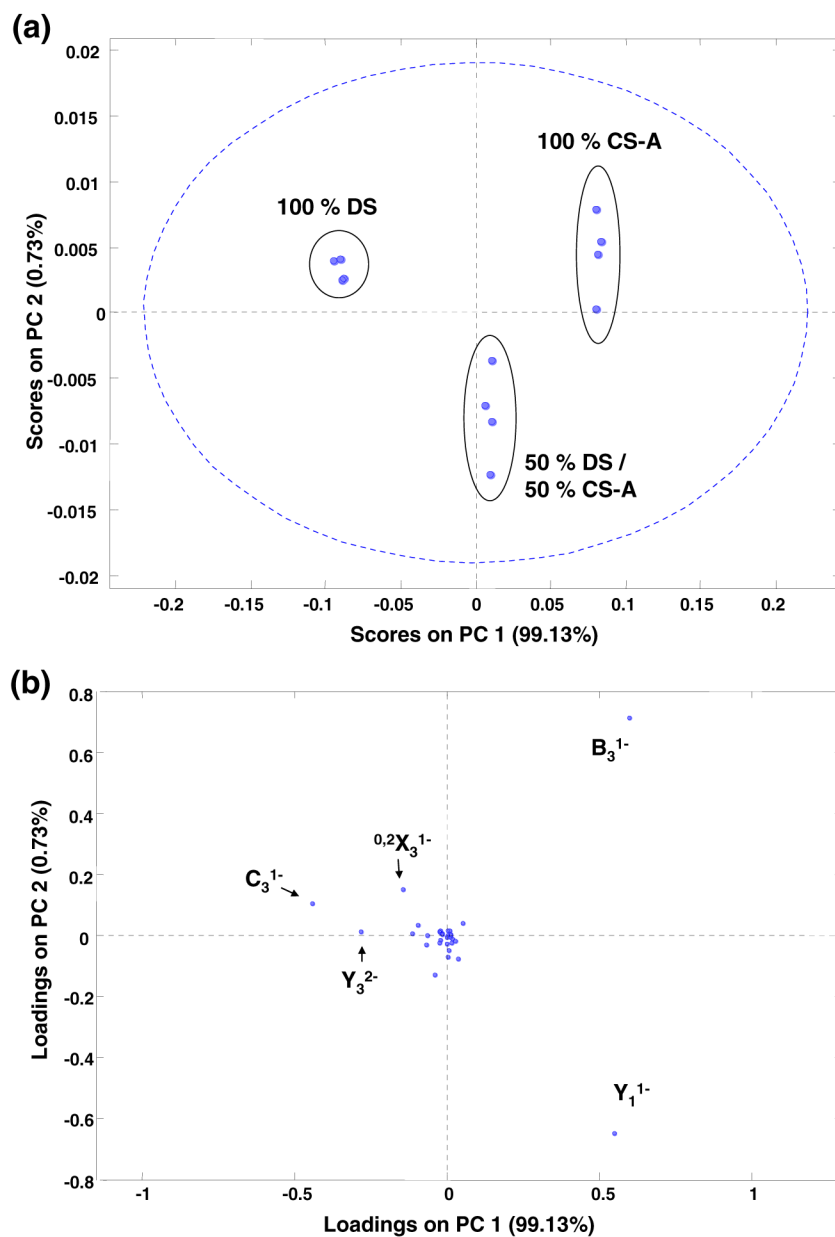 (a)
0.02
0.015
0.01
0.005
0
-0.005
-0.01
-0.015
-0.02
Scores on PC 2 (0.73%)
100 % DS
100 % CS-A
50 % DS /
50 % CS-A
-0.2 -0.15 -0.1 -0.05 0 0.05 0.1 0.15 0.2
Scores on PC 1 (99.13%)
(b)
0.8
0.6
0.4
0.2
0
-0.2
-0.4
-0.6
-0.8
Loadings on PC 2 (0.73%)
B₃¹⁻
⁰,²X₃¹⁻
C₃¹⁻
Y₃²⁻
Y₁¹⁻
-1 -0.5 0 0.5 1
Loadings on PC 1 (99.13%)